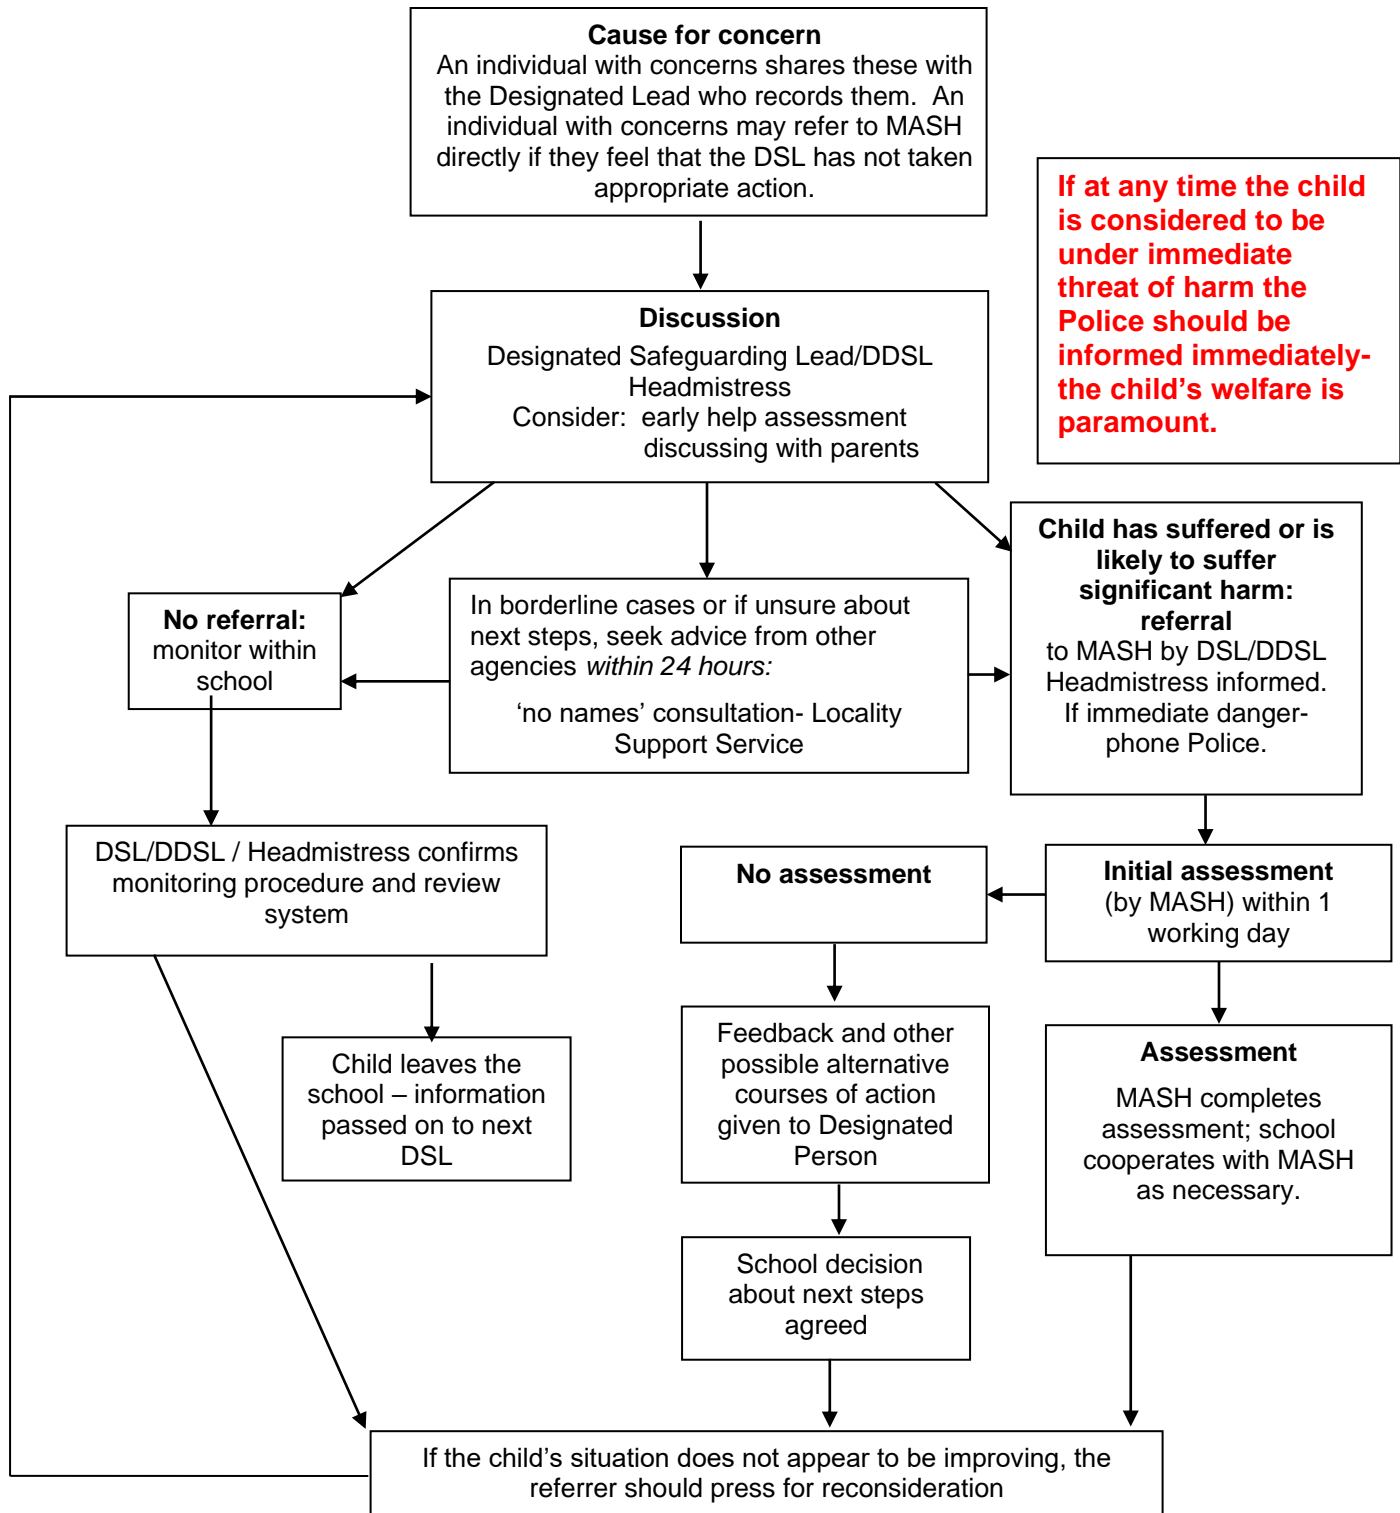 Cause for concern
An individual with concerns shares these with
the Designated Lead who records them.  An
individual with concerns may refer to MASH
directly if they feel that the DSL has not taken
appropriate action.
If at any time the child
is considered to be
under immediate
threat of harm the
Police should be
informed immediately-
the child’s welfare is
paramount.
Discussion
Designated Safeguarding Lead/DDSL
Headmistress
Consider:  early help assessment
discussing with parents
No referral:
monitor within
school
In borderline cases or if unsure about
next steps, seek advice from other
agencies within 24 hours:
‘no names’ consultation- Locality
Support Service
Child has suffered or is
likely to suffer
significant harm:
referral
to MASH by DSL/DDSL
Headmistress informed.
If immediate danger-
phone Police.
DSL/DDSL / Headmistress confirms
monitoring procedure and review
system
No assessment
Initial assessment
(by MASH) within 1
working day
Child leaves the
school – information
passed on to next
DSL
Feedback and other
possible alternative
courses of action
given to Designated
Person
Assessment
MASH completes
assessment; school
cooperates with MASH
as necessary.
School decision
about next steps
agreed
If the child’s situation does not appear to be improving, the
referrer should press for reconsideration